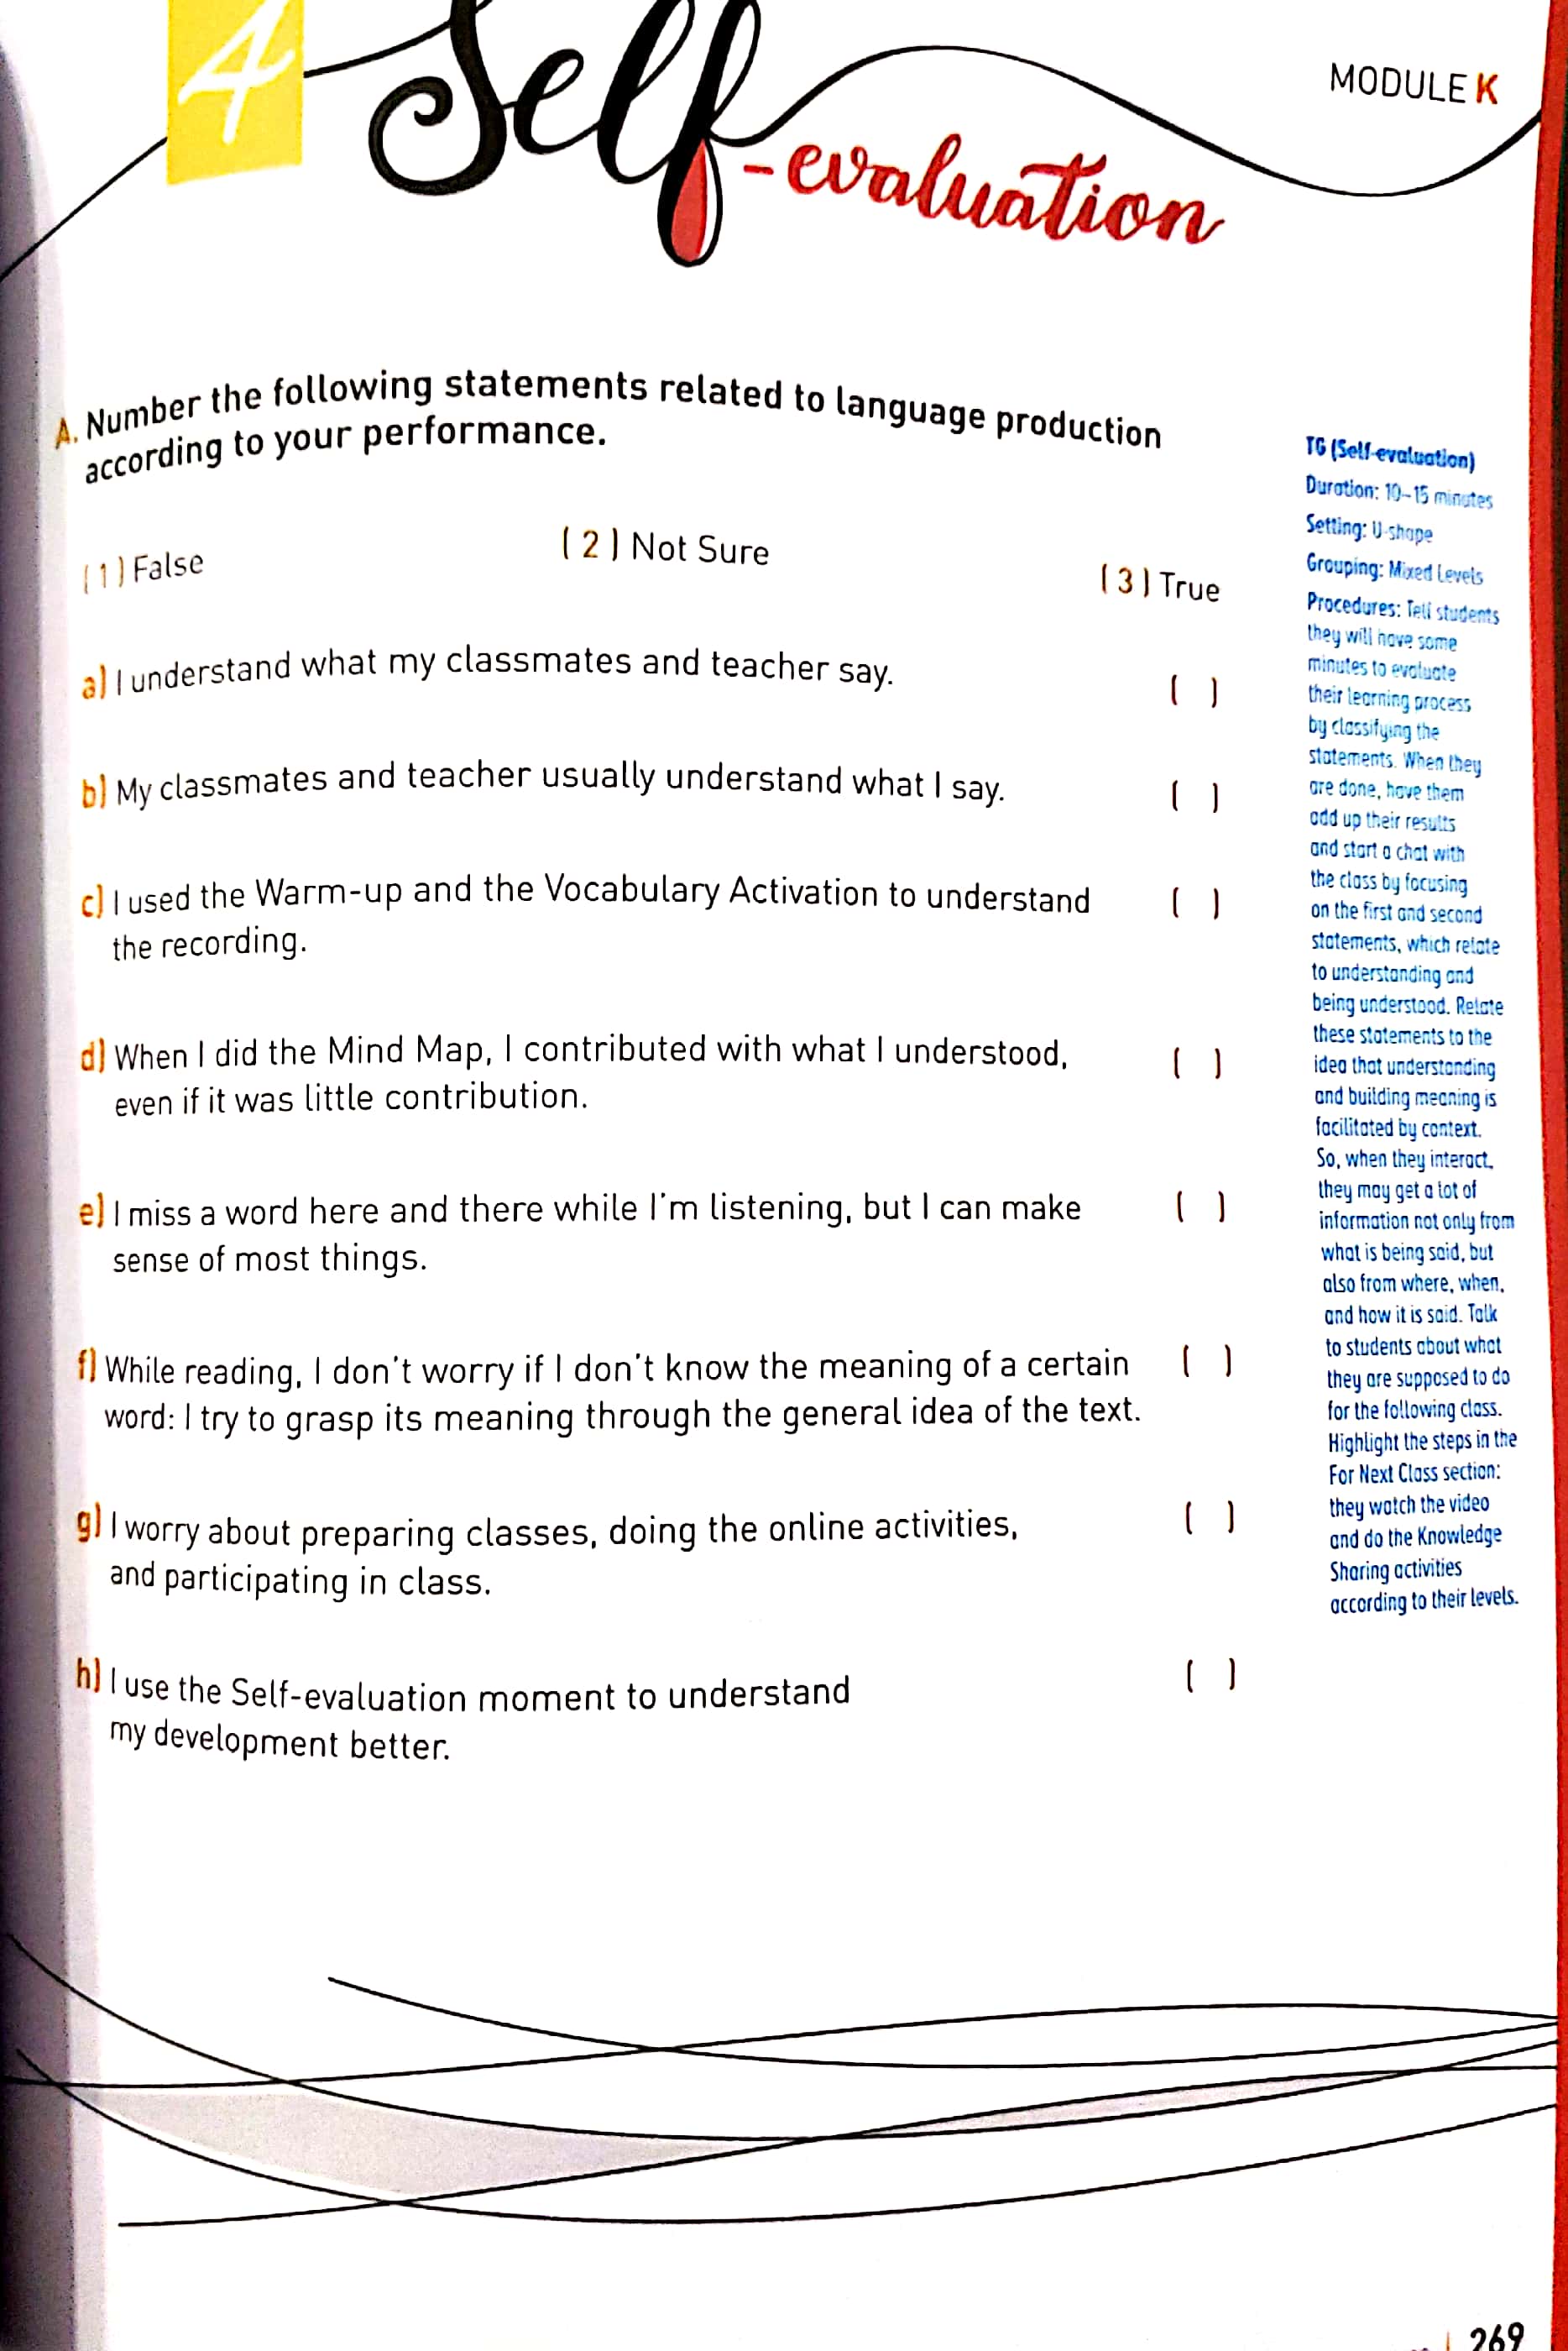 4 Self-evaluation
MODULE K
A. Number the following statements related to language production
according to your performance.
( 1 ) False
( 2 ) Not Sure
( 3 ) True
a) I understand what my classmates and teacher say. ( )
b) My classmates and teacher usually understand what I say. ( )
c) I used the Warm-up and the Vocabulary Activation to understand ( )
the recording.
d) When I did the Mind Map, I contributed with what I understood, ( )
even if it was little contribution.
e) I miss a word here and there while I'm listening, but I can make ( )
sense of most things.
f) While reading, I don't worry if I don't know the meaning of a certain ( )
word: I try to grasp its meaning through the general idea of the text.
g) I worry about preparing classes, doing the online activities, ( )
and participating in class.
h) I use the Self-evaluation moment to understand ( )
my development better.
TG (Self-evaluation)
Duration: 10–15 minutes
Setting: U-shape
Grouping: Mixed Levels
Procedures: Tell students
they will have some
minutes to evaluate
their learning process
by classifying the
statements. When they
are done, have them
add up their results
and start a chat with
the class by focusing
on the first and second
statements, which relate
to understanding and
being understood. Relate
these statements to the
idea that understanding
and building meaning is
facilitated by context.
So, when they interact,
they may get a lot of
information not only from
what is being said, but
also from where, when,
and how it is said. Talk
to students about what
they are supposed to do
for the following class.
Highlight the steps in the
For Next Class section:
they watch the video
and do the Knowledge
Sharing activities
according to their levels.
269